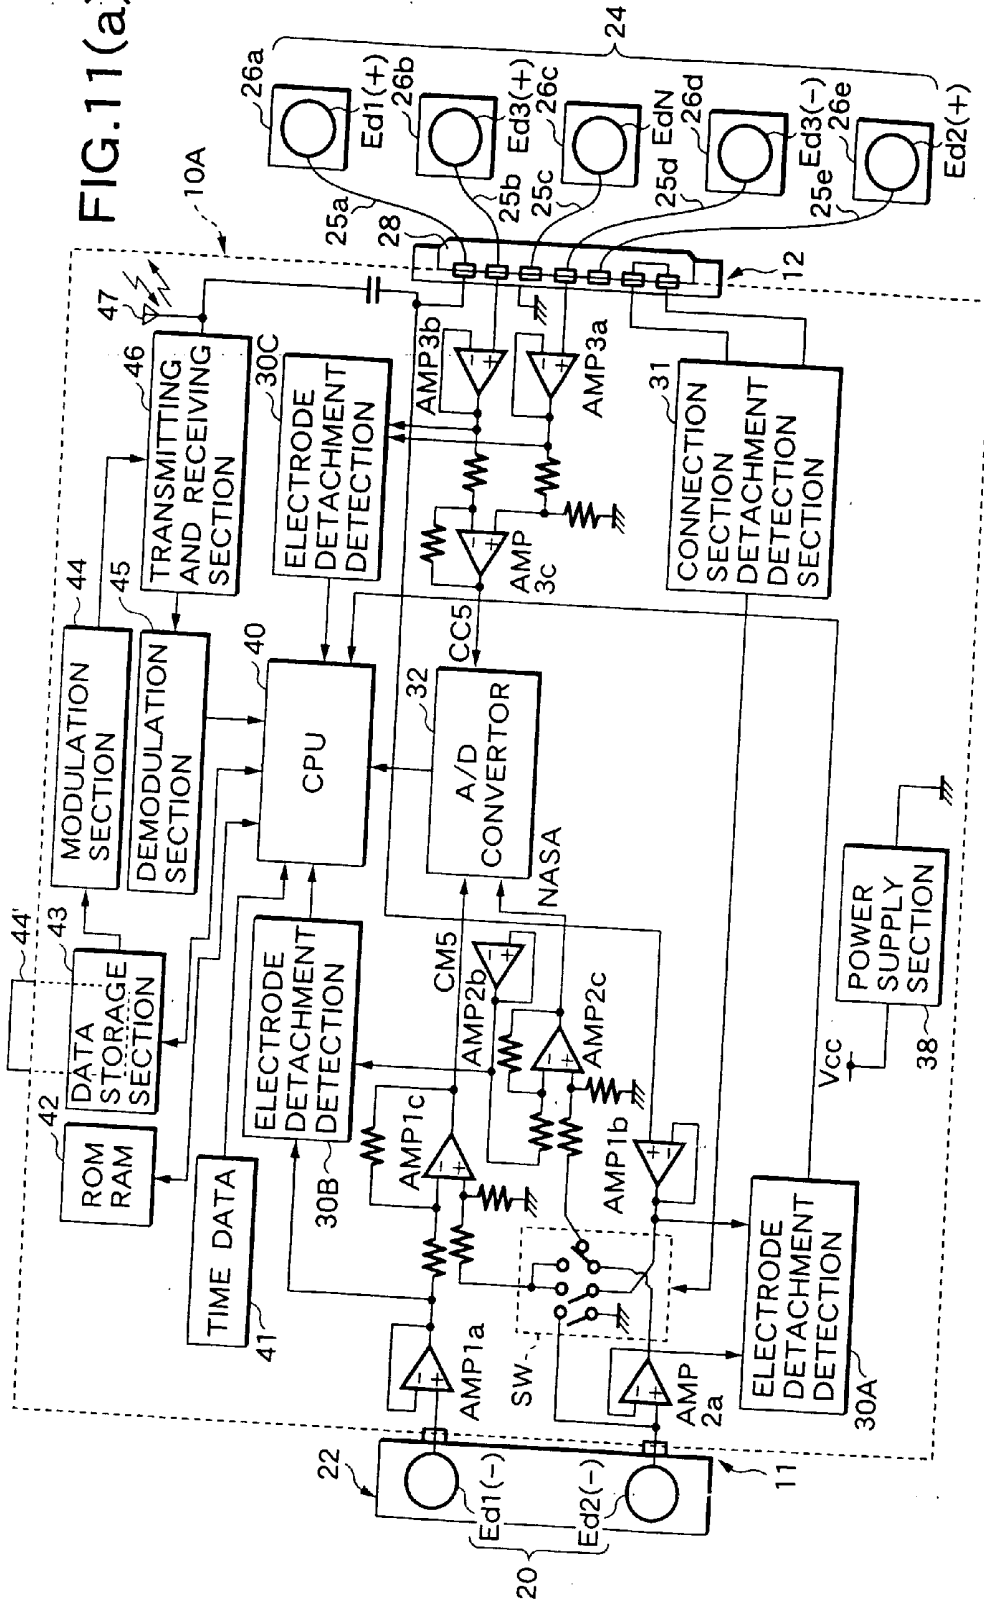 FIG.11(a)
10A
47
46
TRANSMITTING
AND RECEIVING
SECTION
44
MODULATION
SECTION
45
DEMODULATION
SECTION
44'
43
DATA
STORAGE
SECTION
42
ROM
RAM
TIME DATA
41
40
CPU
30C
ELECTRODE
DETACHMENT
DETECTION
ELECTRODE
DETACHMENT
DETECTION
30B
32
A/D
CONVERTOR
CC5
CM5
NASA
AMP3b
AMP3a
AMP
3c
AMP2b
AMP2c
AMP1c
AMP1b
AMP1a
AMP
2a
SW
31
CONNECTION
SECTION
DETACHMENT
DETECTION
SECTION
ELECTRODE
DETACHMENT
DETECTION
30A
Vcc
POWER
SUPPLY
SECTION
38
22
Ed1(-)
Ed2(-)
20
11
12
28
25a
25b
25c
25d
25e
26a
Ed1(+)
26b
Ed3(+)
26c
EdN
26d
Ed3(-)
26e
Ed2(+)
24